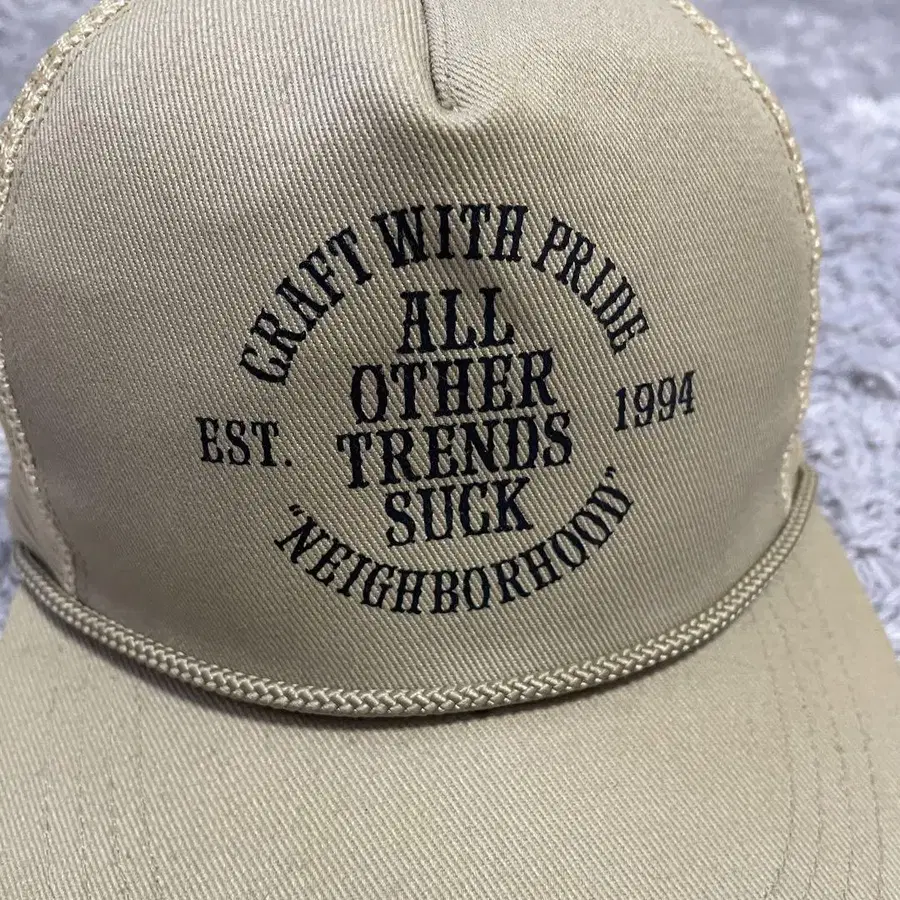 CRAFT WITH PRIDE
ALL
OTHER
TRENDS
SUCK
EST. 1994
"NEIGHBORHOOD"